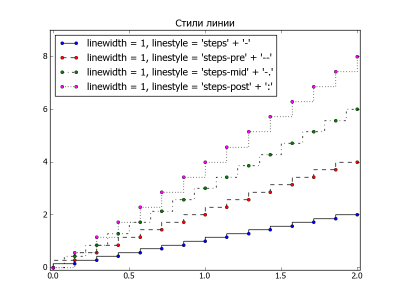 Стили линии
linewidth = 1, linestyle = 'steps' + '-'
linewidth = 1, linestyle = 'steps-pre' + '--'
linewidth = 1, linestyle = 'steps-mid' + '-.'
linewidth = 1, linestyle = 'steps-post' + ':'
8
6
4
2
0
0.0 0.5 1.0 1.5 2.0